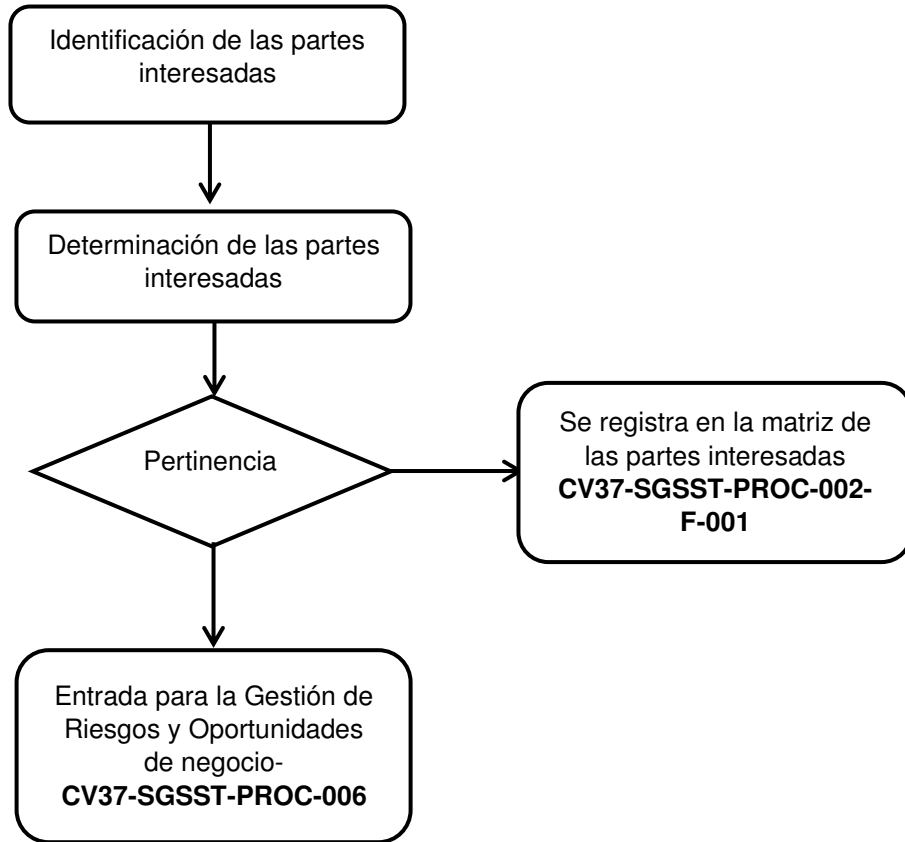 Identificación de las partes
interesadas
Determinación de las partes
interesadas
Pertinencia
Se registra en la matriz de
las partes interesadas
CV37-SGSST-PROC-002-
F-001
Entrada para la Gestión de
Riesgos y Oportunidades
de negocio-
CV37-SGSST-PROC-006